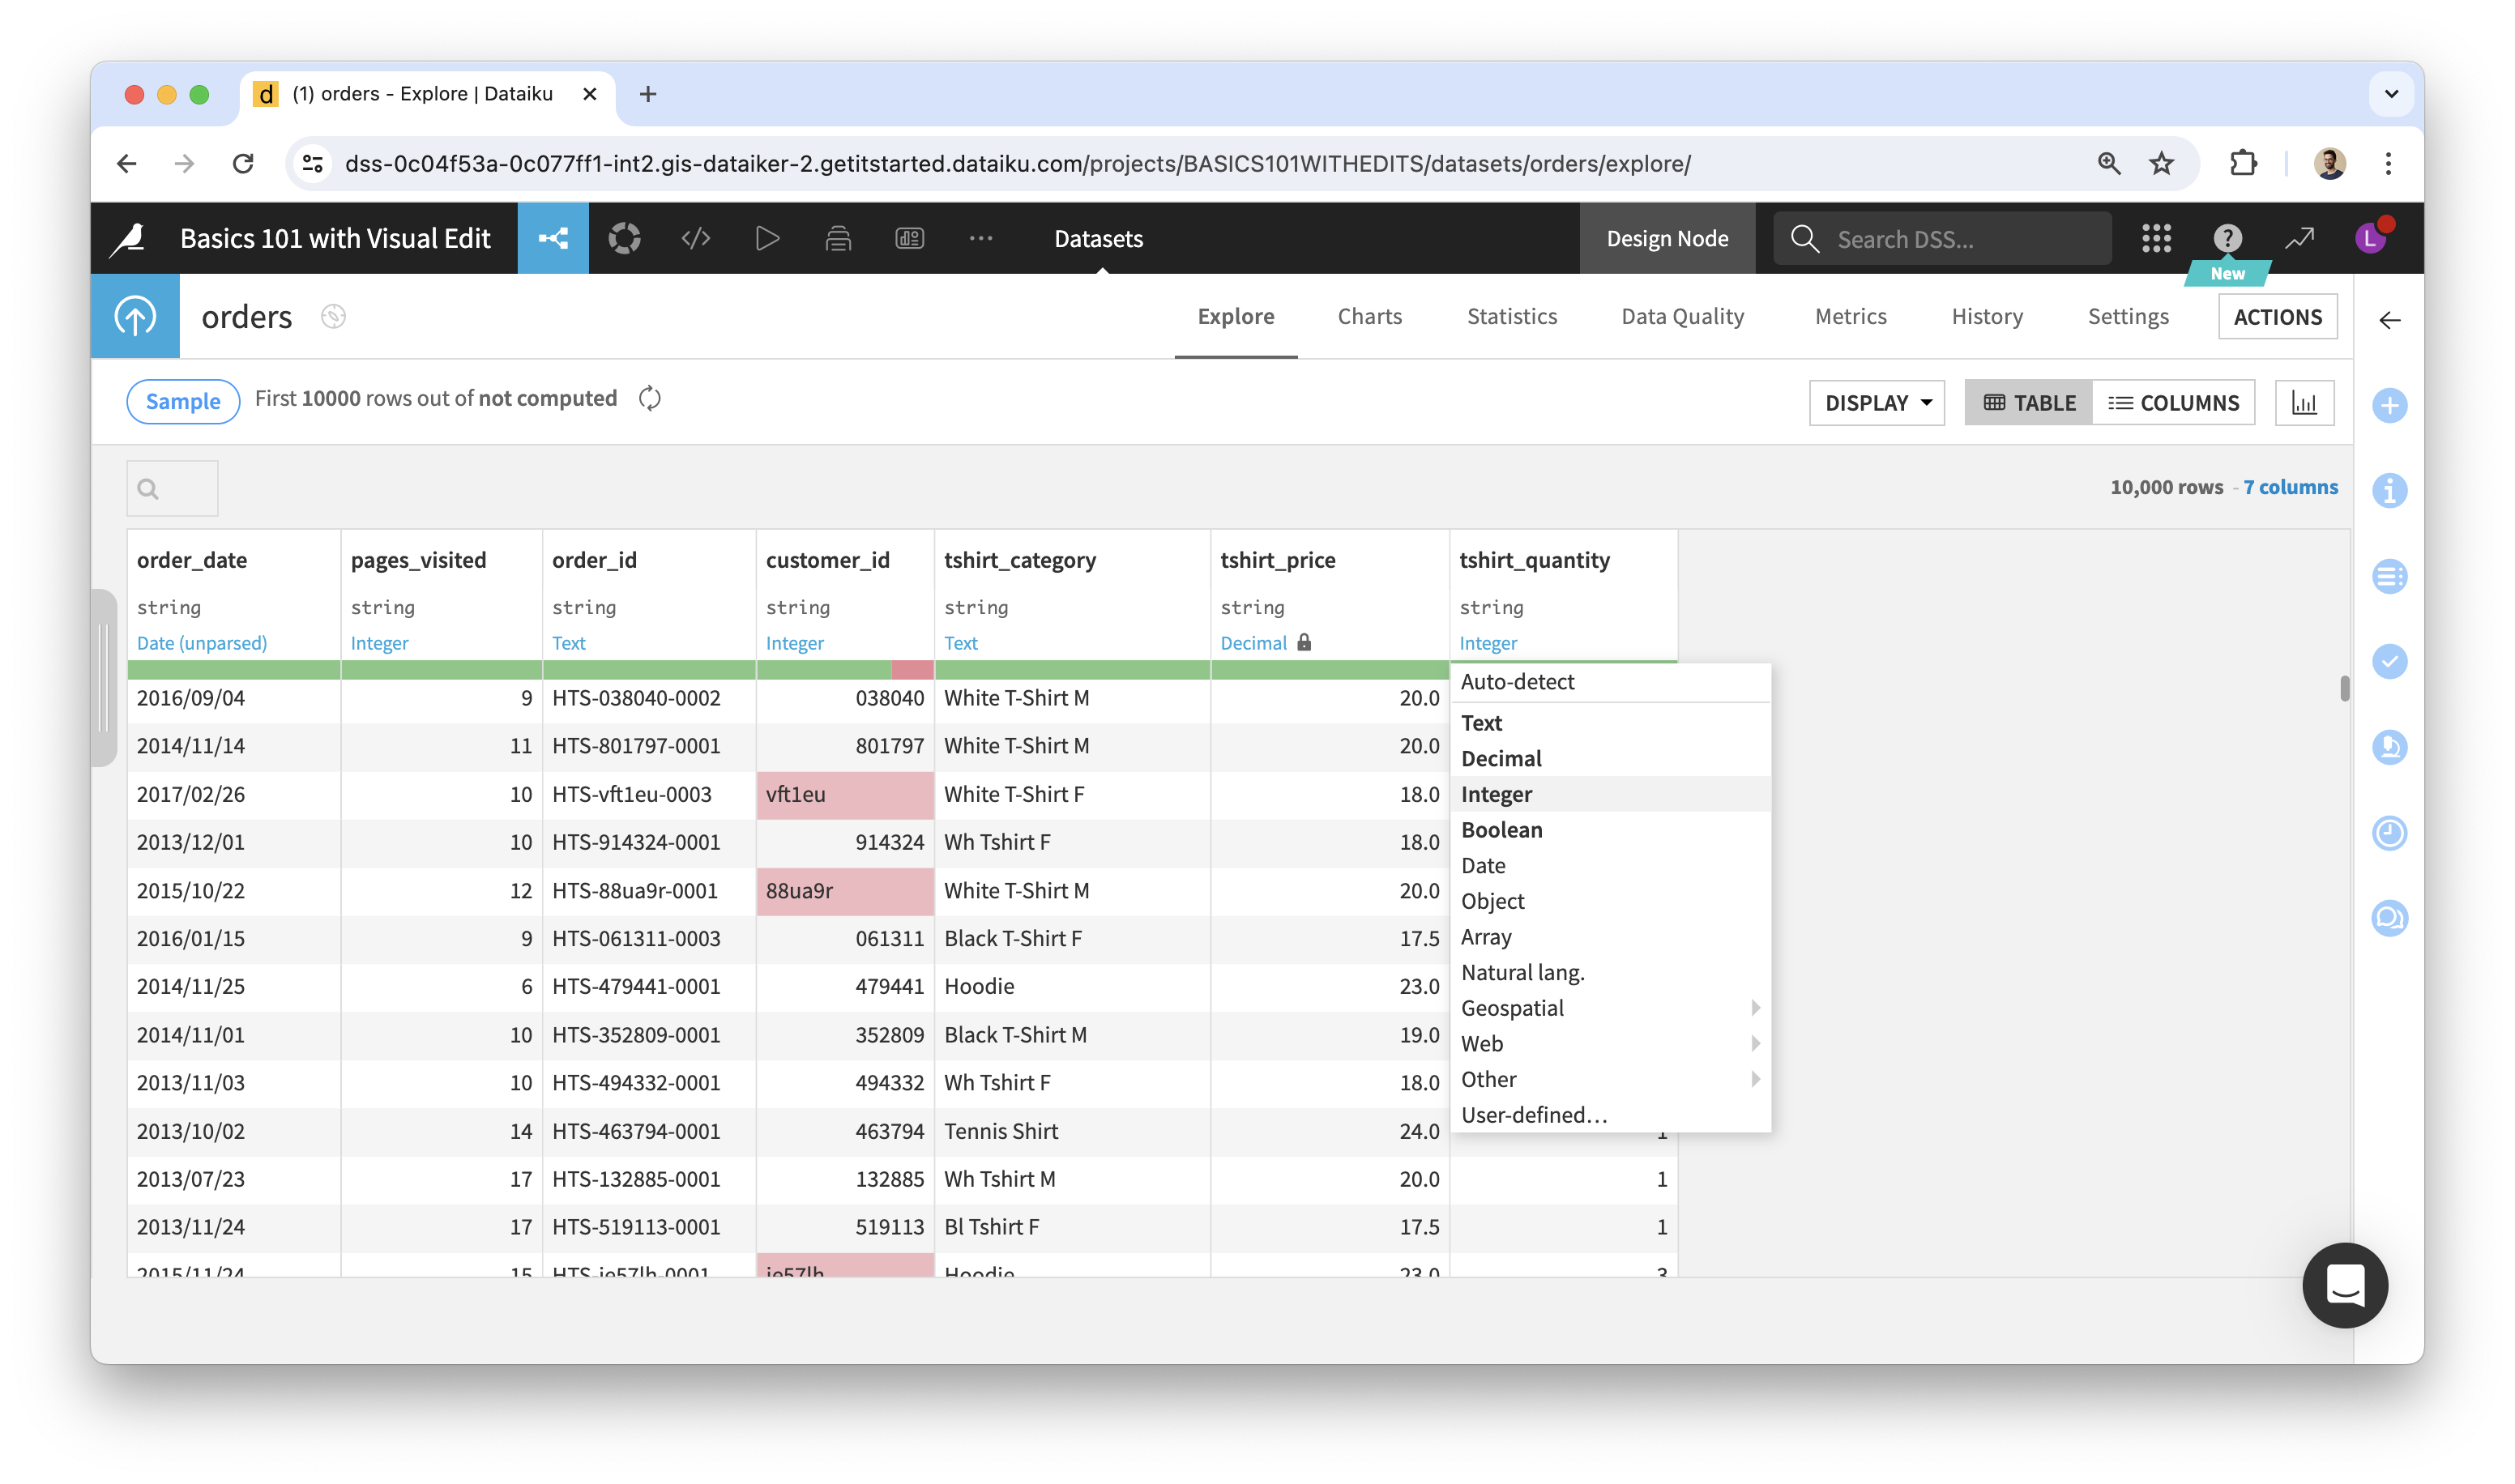 d (1) orders - Explore | Dataiku
dss-0c04f53a-0c077ff1-int2.gis-dataiker-2.getitstarted.dataiku.com/projects/BASICS101WITHEDITS/datasets/orders/explore/
Basics 101 with Visual Edit Datasets Design Node Search DSS... ? L
New
orders Explore Charts Statistics Data Quality Metrics History Settings ACTIONS
Sample First 10000 rows out of not computed DISPLAY TABLE COLUMNS
10,000 rows - 7 columns
order_date pages_visited order_id customer_id tshirt_category tshirt_price tshirt_quantity
string string string string string string string
Date (unparsed) Integer Text Integer Text Decimal Integer
2016/09/04 9 HTS-038040-0002 038040 White T-Shirt M 20.0
2014/11/14 11 HTS-801797-0001 801797 White T-Shirt M 20.0
2017/02/26 10 HTS-vft1eu-0003 vft1eu White T-Shirt F 18.0
2013/12/01 10 HTS-914324-0001 914324 Wh Tshirt F 18.0
2015/10/22 12 HTS-88ua9r-0001 88ua9r White T-Shirt M 20.0
2016/01/15 9 HTS-061311-0003 061311 Black T-Shirt F 17.5
2014/11/25 6 HTS-479441-0001 479441 Hoodie 23.0
2014/11/01 10 HTS-352809-0001 352809 Black T-Shirt M 19.0
2013/11/03 10 HTS-494332-0001 494332 Wh Tshirt F 18.0
2013/10/02 14 HTS-463794-0001 463794 Tennis Shirt 24.0 1
2013/07/23 17 HTS-132885-0001 132885 Wh Tshirt M 20.0 1
2013/11/24 17 HTS-519113-0001 519113 Bl Tshirt F 17.5 1
2015/11/24 15 HTS-ie57lh-0001 ie57lh Hoodie 23.0 3
Auto-detect
Text
Decimal
Integer
Boolean
Date
Object
Array
Natural lang.
Geospatial
Web
Other
User-defined...